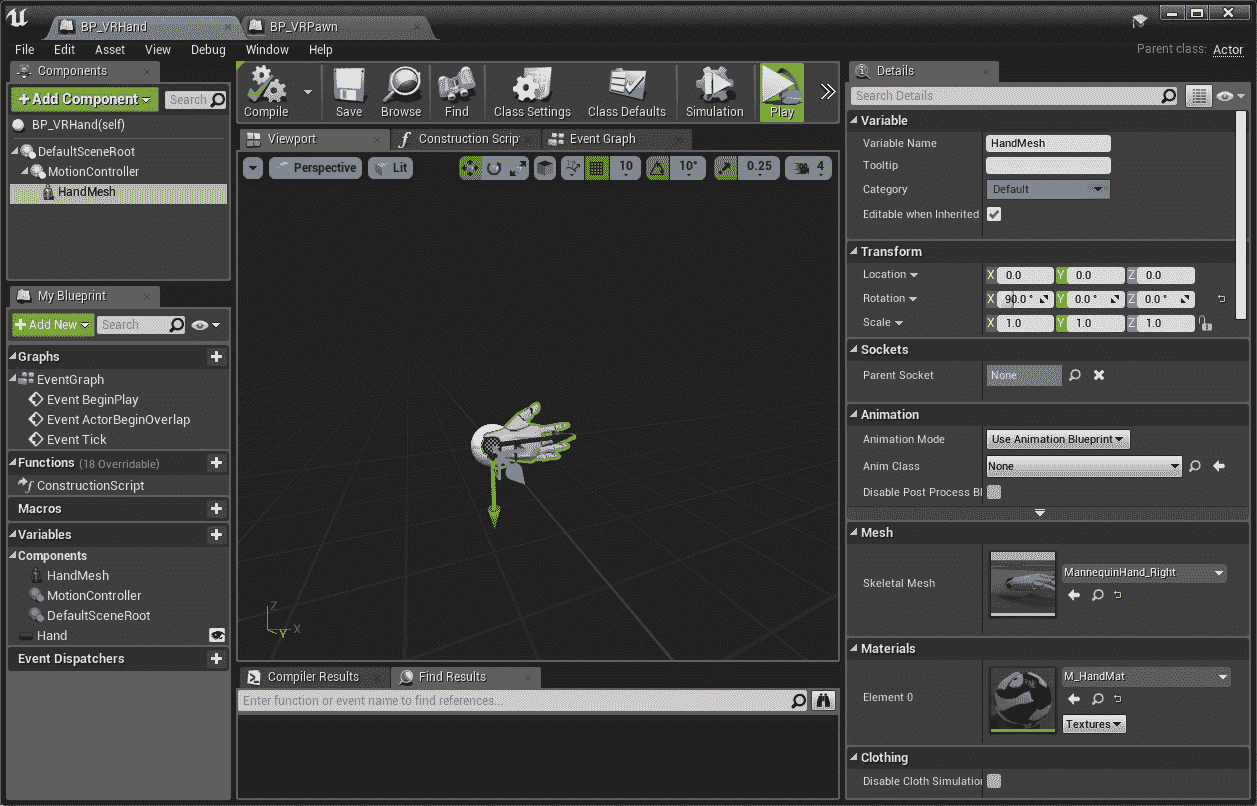 BP_VRHand
BP_VRPawn
File Edit Asset View Debug Window Help
Parent class: Actor
Components
+Add Component
Search
BP_VRHand(self)
DefaultSceneRoot
MotionController
HandMesh
My Blueprint
+Add New
Search
Graphs
EventGraph
Event BeginPlay
Event ActorBeginOverlap
Event Tick
Functions (18 Overridable)
ConstructionScript
Macros
Variables
Components
HandMesh
MotionController
DefaultSceneRoot
Hand
Event Dispatchers
Compile
Save
Browse
Find
Class Settings
Class Defaults
Simulation
Play
Viewport
Construction Scrip
Event Graph
Perspective
Lit
10
10°
0.25
4
Z
Y
X
Compiler Results
Find Results
Enter function or event name to find references...
Details
Search Details
Variable
Variable Name HandMesh
Tooltip
Category Default
Editable when Inherited
Transform
Location X 0.0 Y 0.0 Z 0.0
Rotation X 90.0 ° Y 0.0 ° Z 0.0 °
Scale X 1.0 Y 1.0 Z 1.0
Sockets
Parent Socket None
Animation
Animation Mode Use Animation Blueprint
Anim Class None
Disable Post Process Bl
Mesh
Skeletal Mesh MannequinHand_Right
Materials
Element 0 M_HandMat
Textures
Clothing
Disable Cloth Simulation